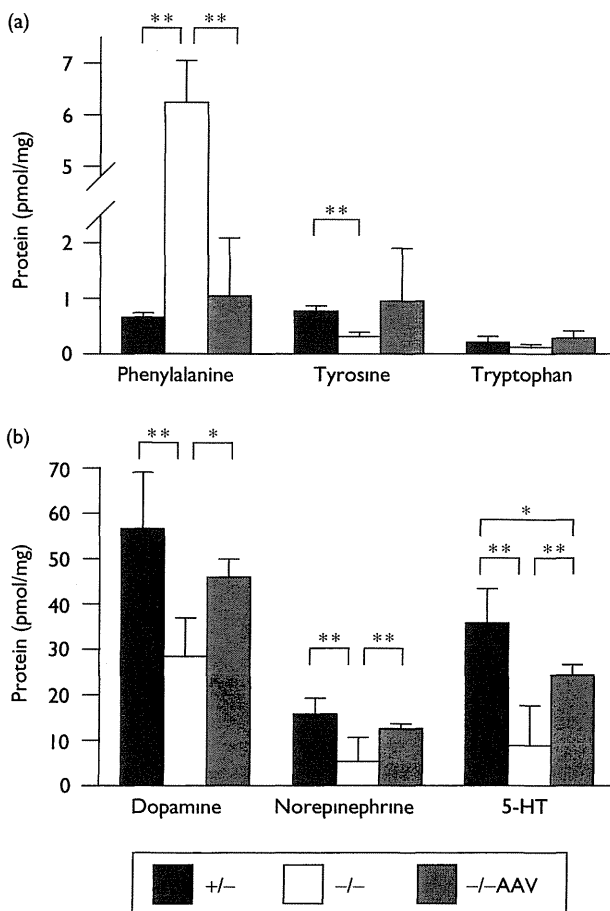 (a)
** **
7
6
5
2
1
0
Protein (pmol/mg)
**
Phenylalanine Tyrosine Tryptophan
(b)
** *
** **
*
** **
70
60
50
40
30
20
10
0
Protein (pmol/mg)
Dopamine Norepinephrine 5-HT
+/– –/– –/–AAV